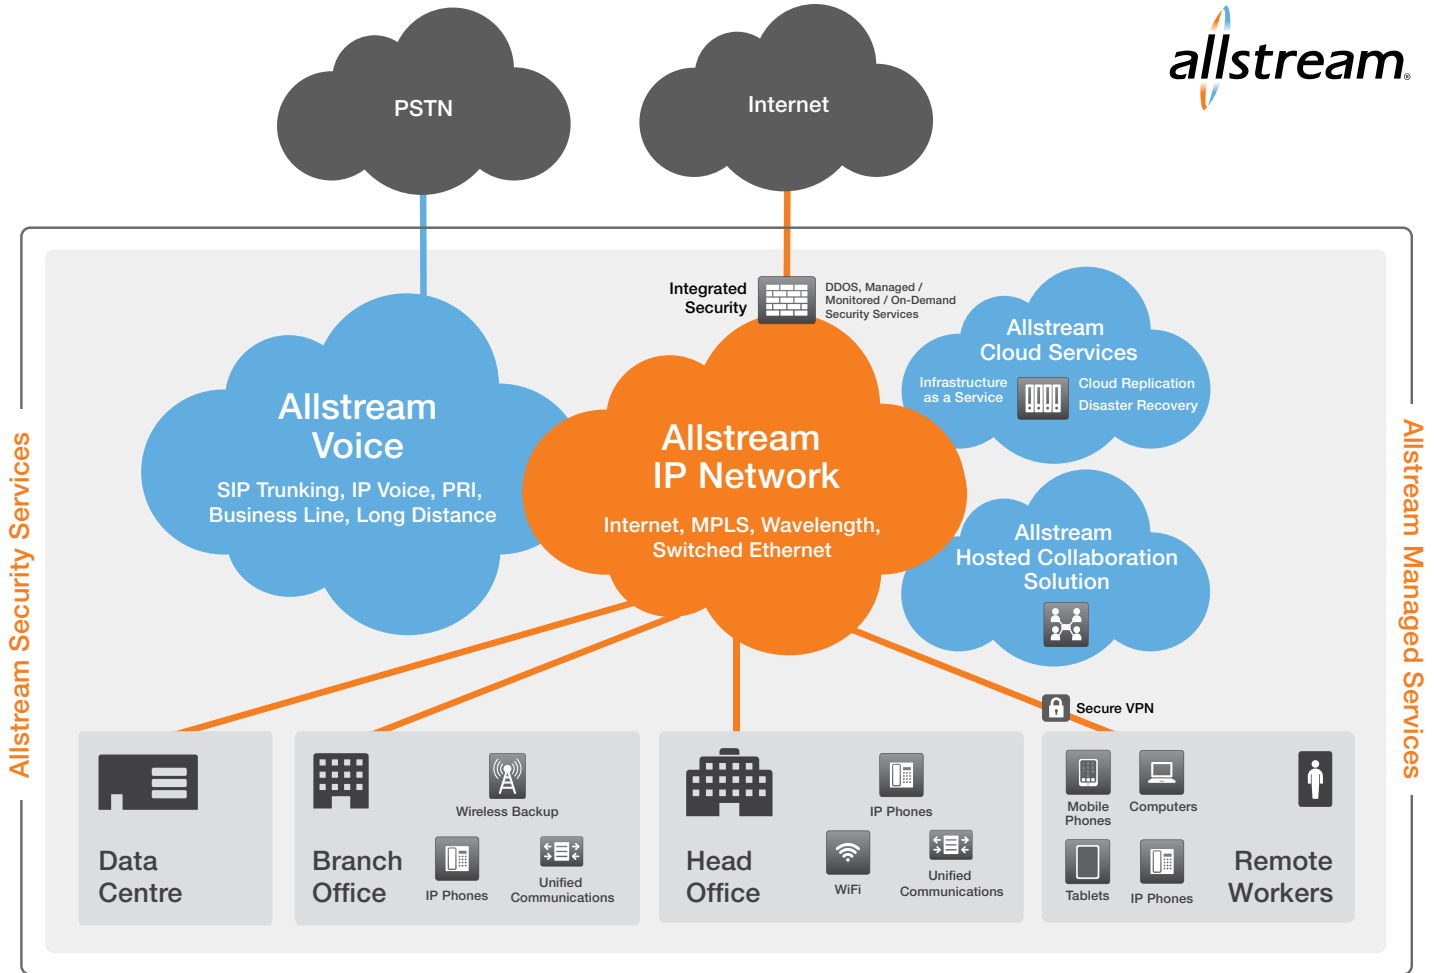 PSTN
Internet
allstream®
Integrated
Security
DDOS, Managed /
Monitored / On-Demand
Security Services
Allstream
Cloud Services
Infrastructure
as a Service
Cloud Replication
Disaster Recovery
Allstream
Voice
SIP Trunking, IP Voice, PRI,
Business Line, Long Distance
Allstream
IP Network
Internet, MPLS, Wavelength,
Switched Ethernet
Allstream
Hosted Collaboration
Solution
Allstream Security Services
Allstream Managed Services
Secure VPN
Data
Centre
Branch
Office
Wireless Backup
IP Phones
Unified
Communications
Head
Office
IP Phones
WiFi
Unified
Communications
Mobile
Phones
Computers
Tablets
IP Phones
Remote
Workers